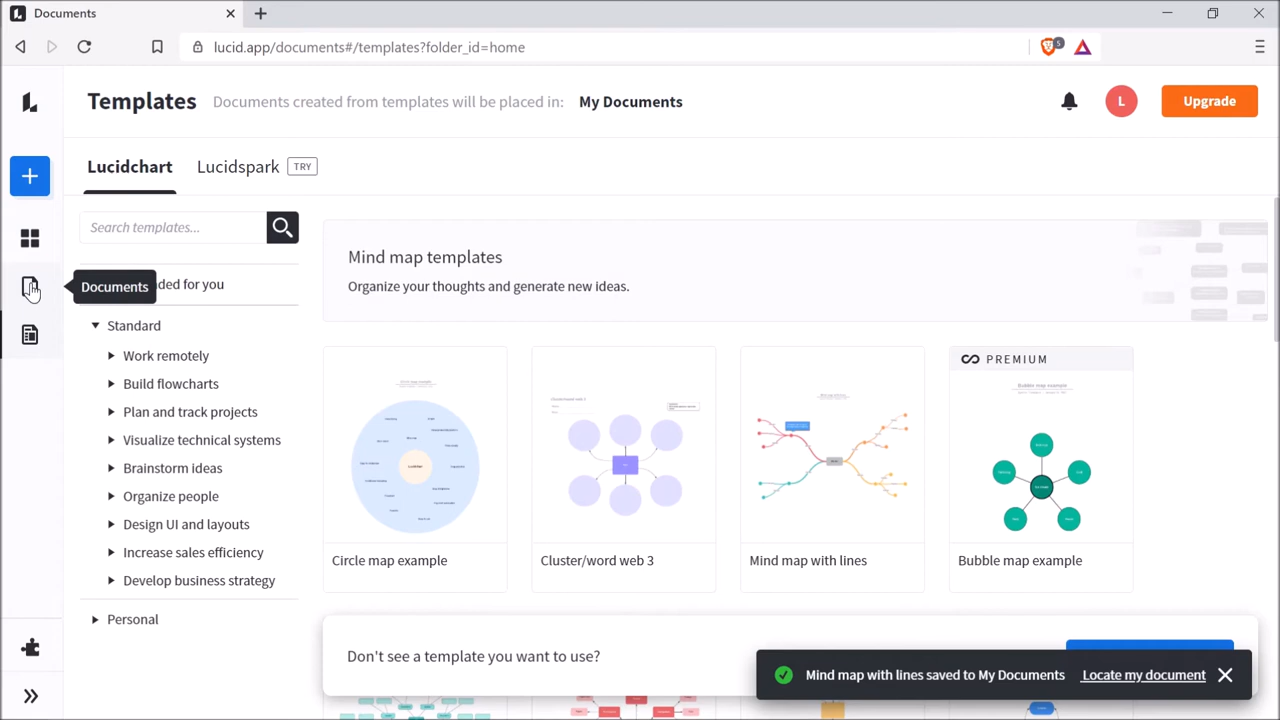 Documents
lucid.app/documents#/templates?folder_id=home
5
Templates
Documents created from templates will be placed in: My Documents
L
Upgrade
Lucidchart
Lucidspark
TRY
Search templates...
Mind map templates
Organize your thoughts and generate new ideas.
Documents
ded for you
Standard
Work remotely
Build flowcharts
Plan and track projects
Visualize technical systems
Brainstorm ideas
Organize people
Design UI and layouts
Increase sales efficiency
Develop business strategy
Personal
PREMIUM
Circle map example
Cluster/word web 3
Mind map with lines
Bubble map example
Don't see a template you want to use?
Mind map with lines saved to My Documents
Locate my document